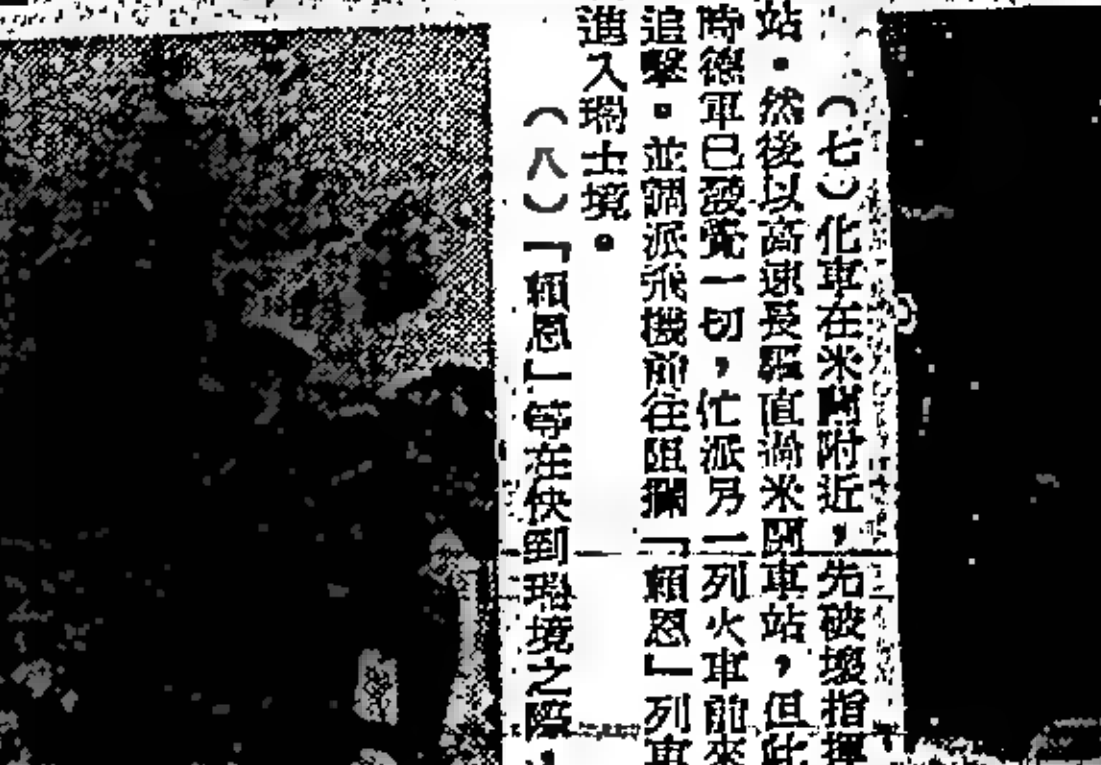 (七)化車在米蘭附近,先破壞指揮
站。然後以高速長驅直過米蘭車站,但此
時德軍已發覺一切,忙派另一列火車前來
追擊。並調派飛機前往阻攔「賴恩」列車
進入瑞士境。
(八)「賴恩」等在快到瑞境之際,